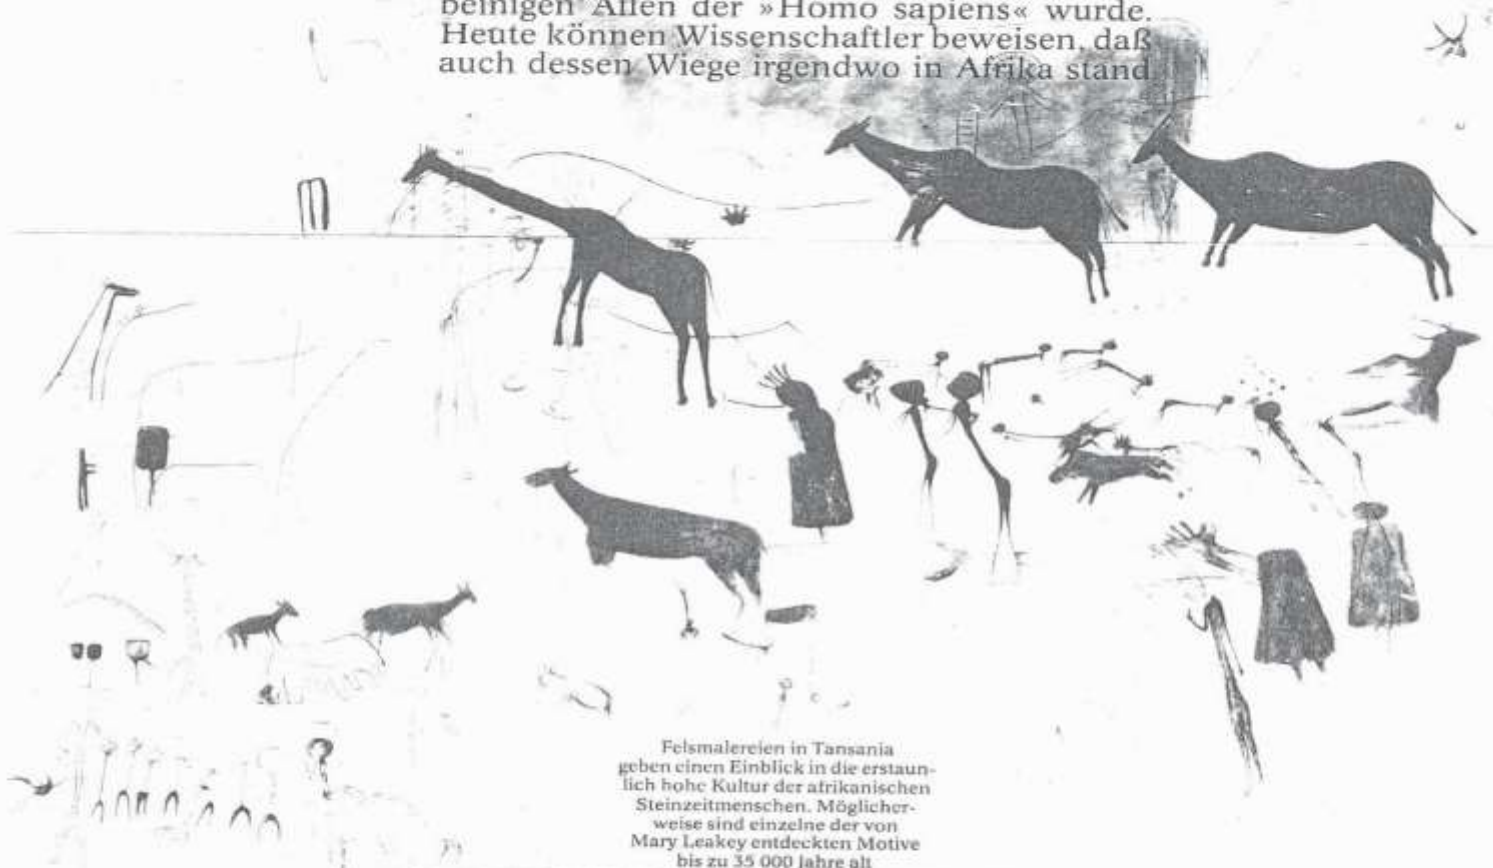 beinigen Affen der »Homo sapiens« wurde.
Heute können Wissenschaftler beweisen, daß
auch dessen Wiege irgendwo in Afrika stand
Felsmalereien in Tansania
geben einen Einblick in die erstaun-
lich hohe Kultur der afrikanischen
Steinzeitmenschen. Möglicher-
weise sind einzelne der von
Mary Leakey entdeckten Motive
bis zu 35 000 Jahre alt